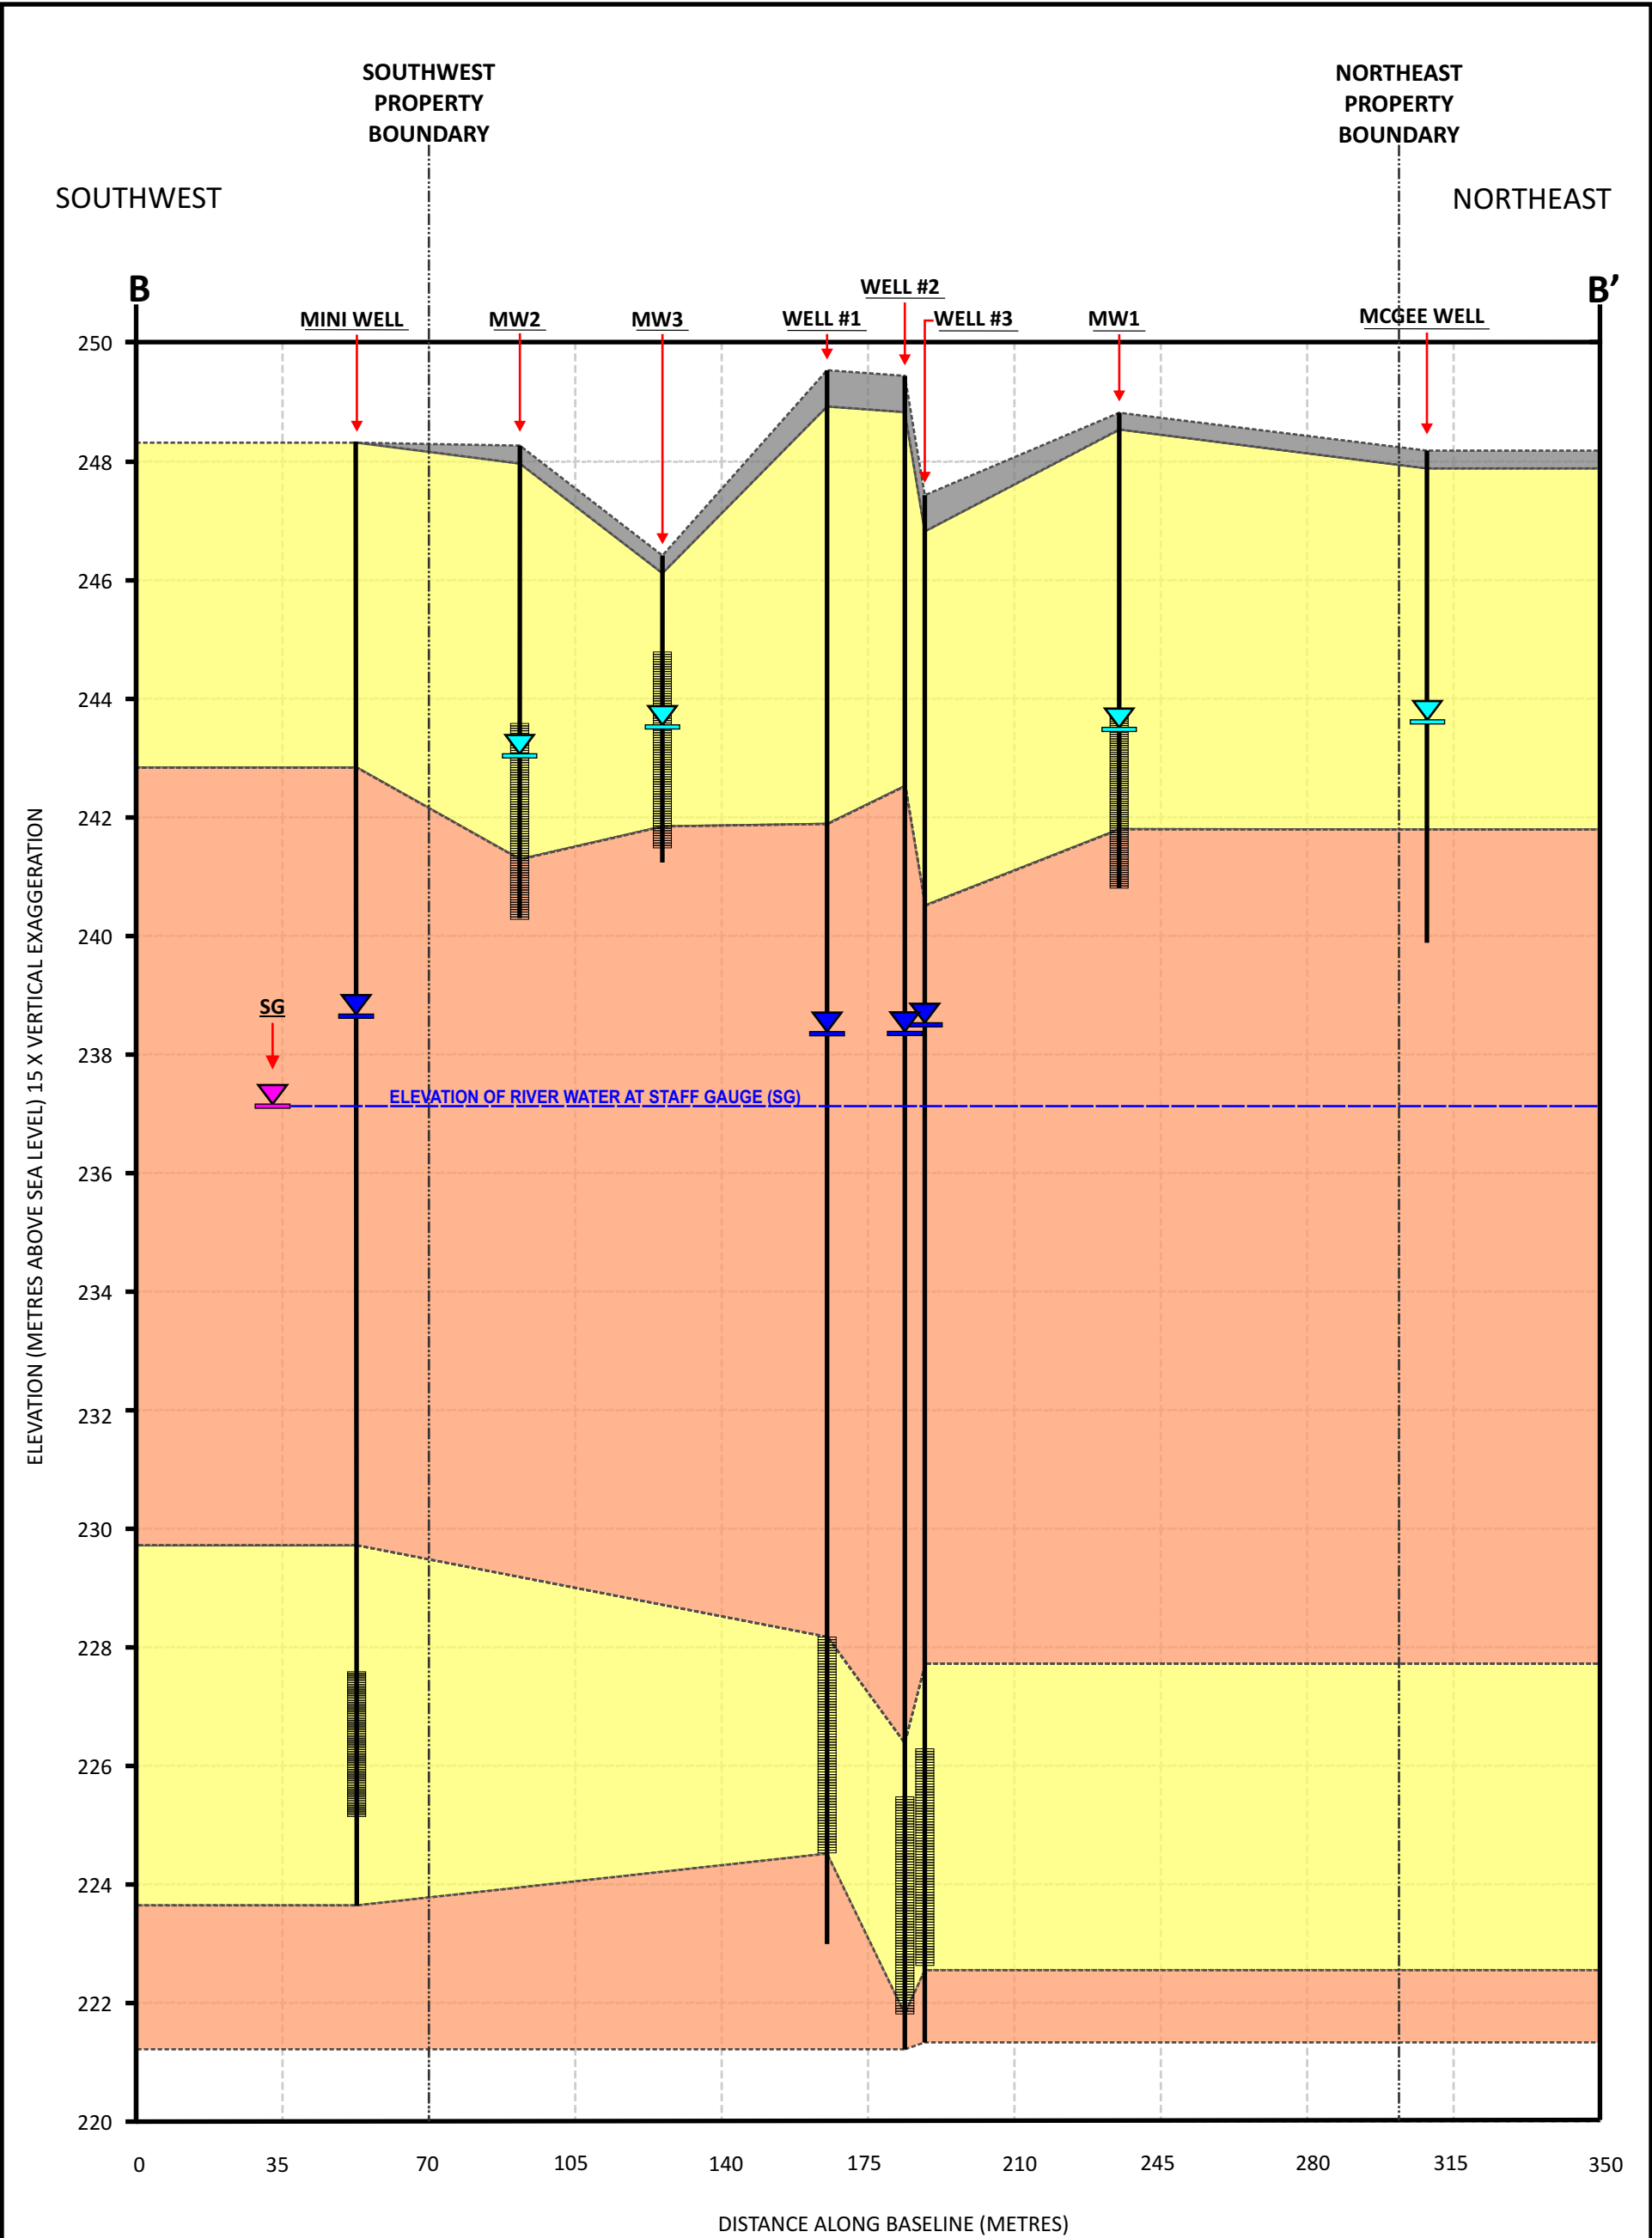 SOUTHWEST
PROPERTY
BOUNDARY
NORTHEAST
PROPERTY
BOUNDARY
SOUTHWEST
NORTHEAST
B
B’
MINI WELL
MW2
MW3
WELL #1
WELL #2
WELL #3
MW1
MCGEE WELL
250
248
246
244
242
240
238
236
234
232
230
228
226
224
222
220
ELEVATION (METRES ABOVE SEA LEVEL) 15 X VERTICAL EXAGGERATION
SG
ELEVATION OF RIVER WATER AT STAFF GAUGE (SG)
0
35
70
105
140
175
210
245
280
315
350
DISTANCE ALONG BASELINE (METRES)